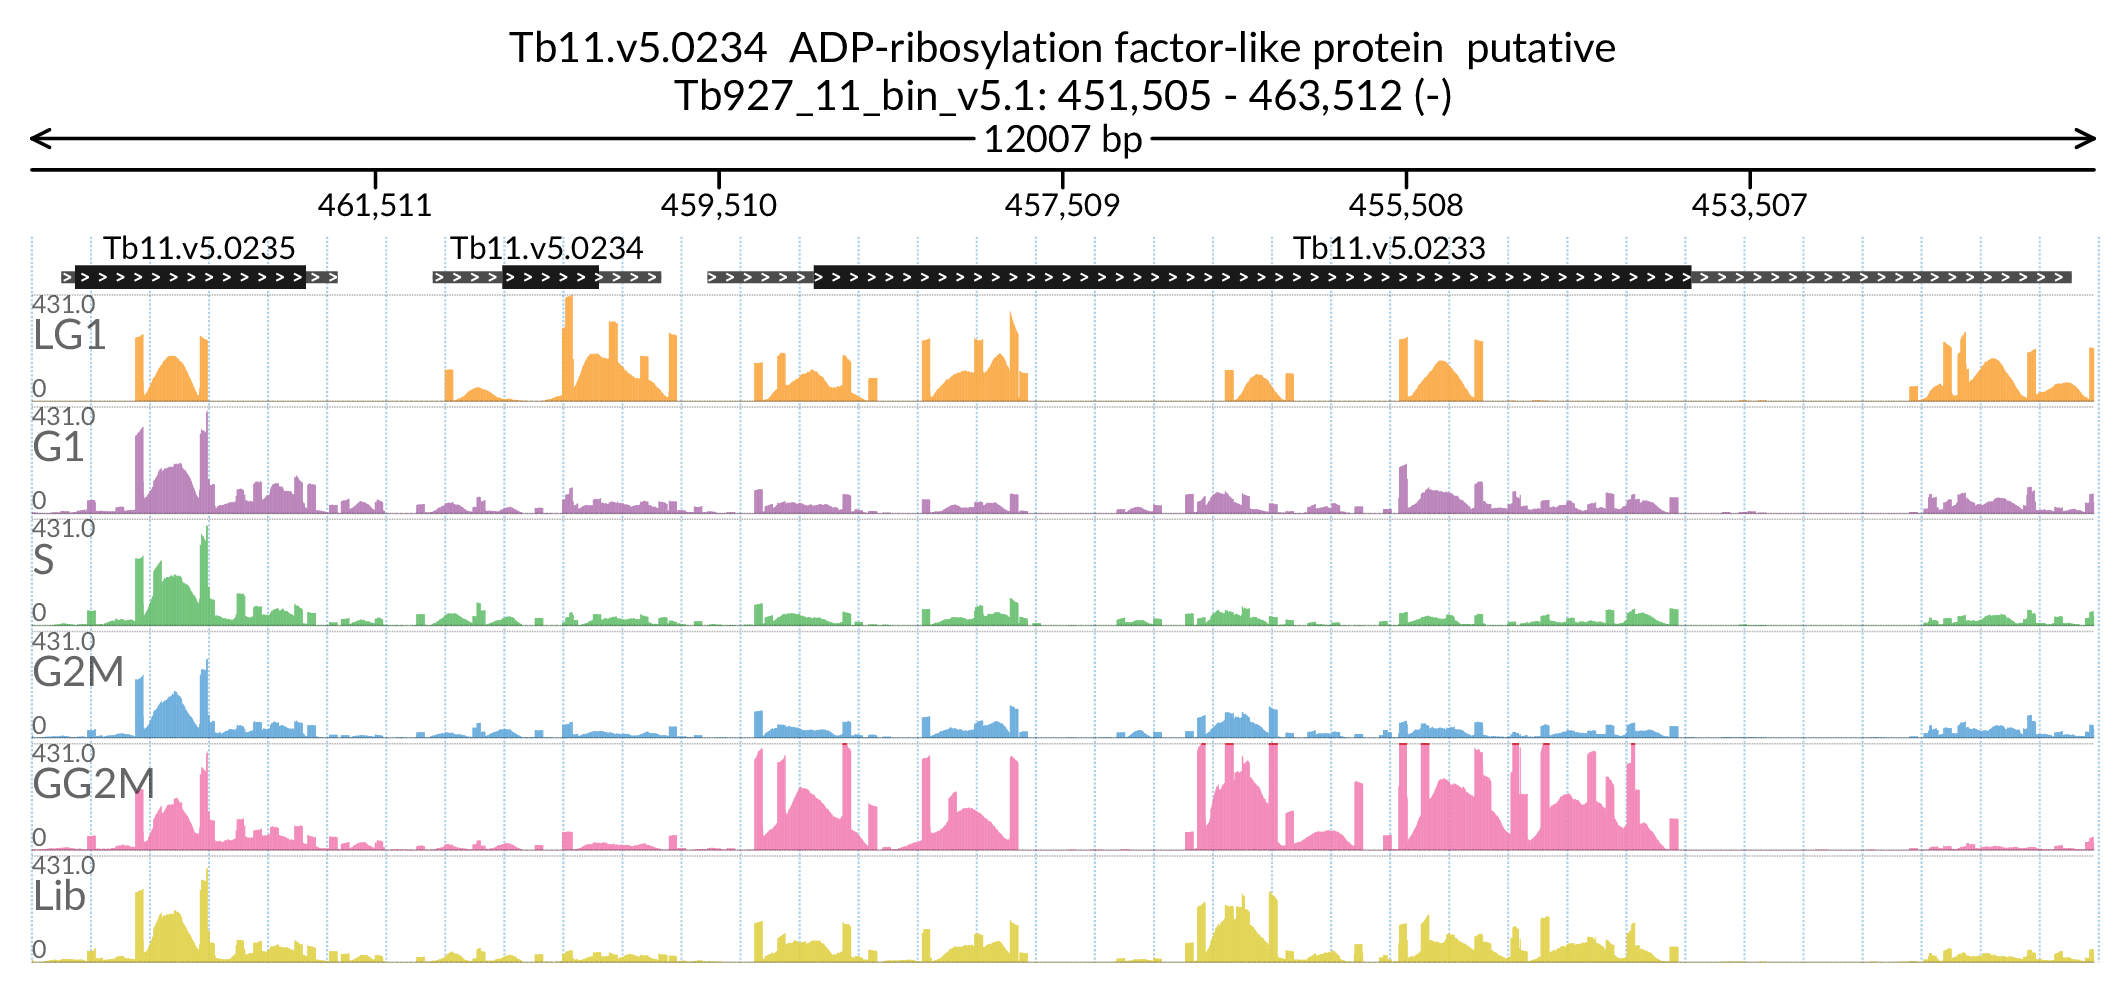 Tb11.v5.0234 ADP-ribosylation factor-like protein putative
Tb927_11_bin_v5.1: 451,505 - 463,512 (-)
12007 bp
461,511 459,510 457,509 455,508 453,507
Tb11.v5.0235 Tb11.v5.0234 Tb11.v5.0233
431.0
LG1
0
431.0
G1
0
431.0
S
0
431.0
G2M
0
431.0
GG2M
0
431.0
Lib
0